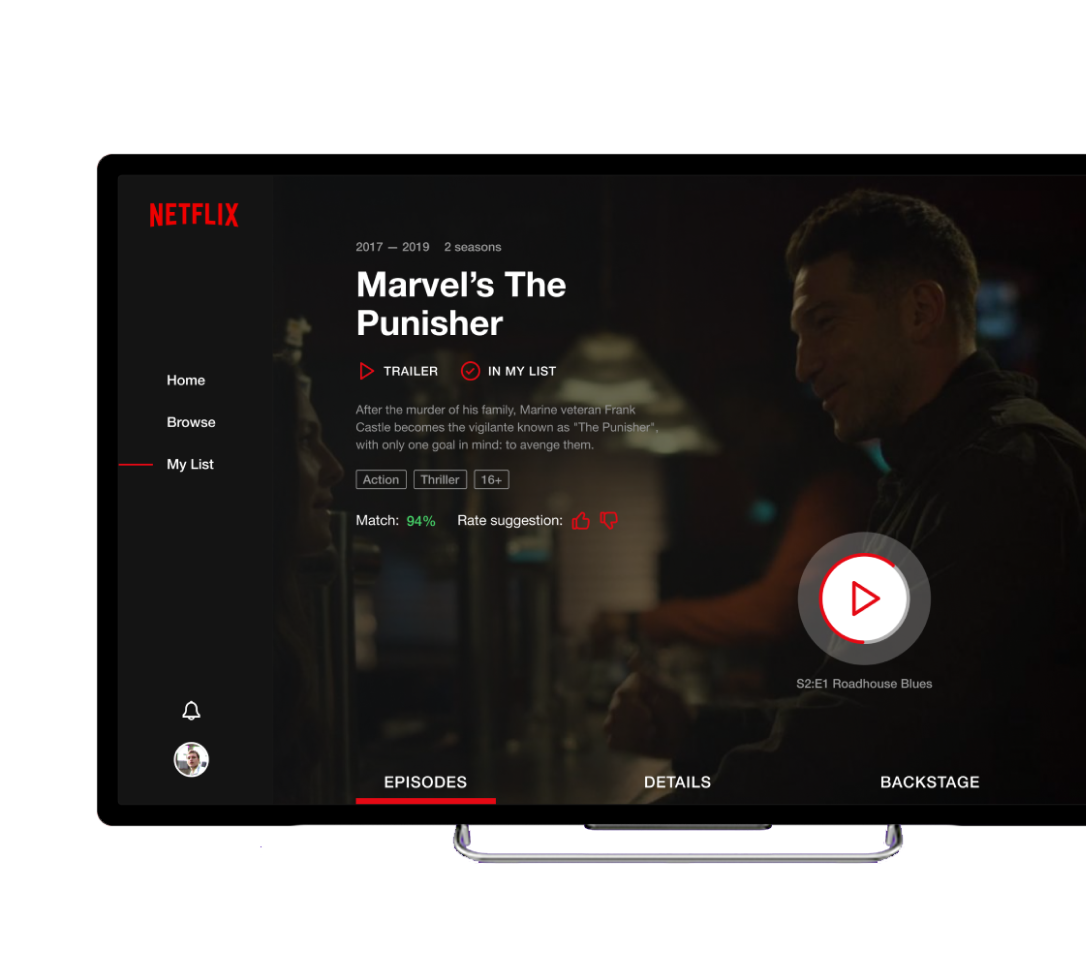 NETFLIX
Home
Browse
My List
2017 — 2019 2 seasons
Marvel’s The
Punisher
TRAILER IN MY LIST
After the murder of his family, Marine veteran Frank
Castle becomes the vigilante known as "The Punisher",
with only one goal in mind: to avenge them.
Action Thriller 16+
Match: 94% Rate suggestion:
S2:E1 Roadhouse Blues
EPISODES DETAILS BACKSTAGE